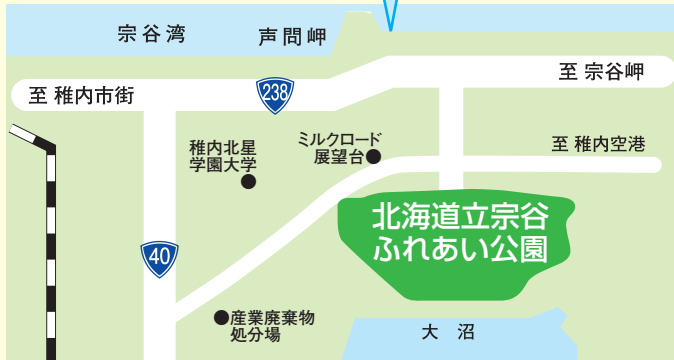 宗谷湾
声問岬
至 宗谷岬
至 稚内市街
238
稚内北星
学園大学
ミルクロード
展望台
至 稚内空港
北海道立宗谷
ふれあい公園
40
産業廃棄物
処分場
大沼